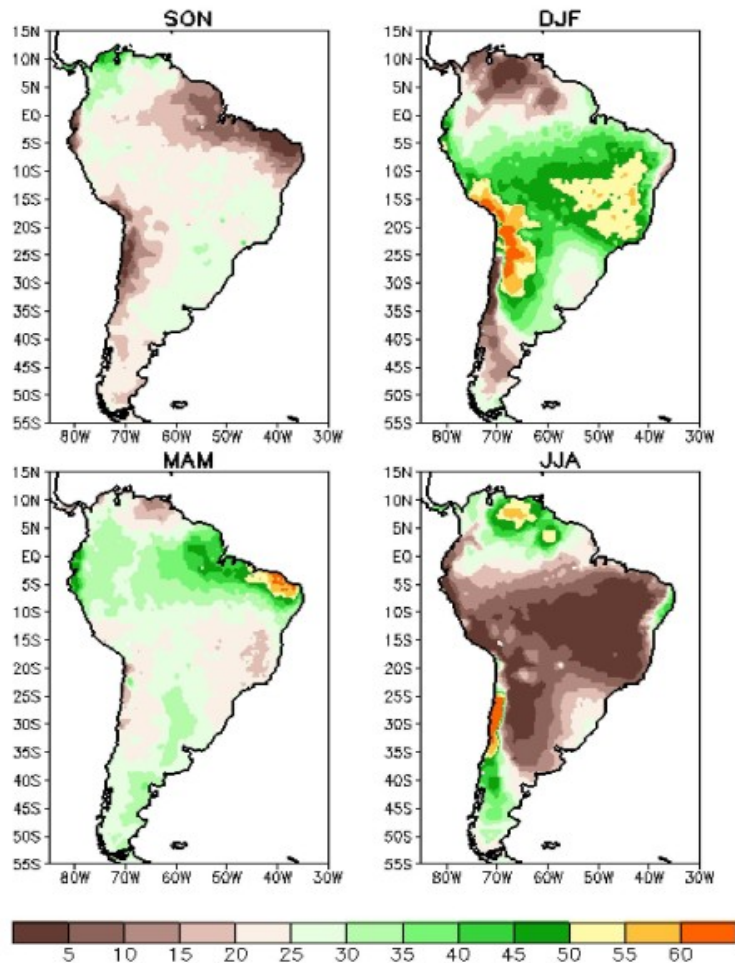 SON DJF
15N 15N
10N 10N
5N 5N
EQ EQ
5S 5S
10S 10S
15S 15S
20S 20S
25S 25S
30S 30S
35S 35S
40S 40S
45S 45S
50S 50S
55S 55S
80W 70W 60W 50W 40W 30W 80W 70W 60W 50W 40W 30W
MAM JJA
15N 15N
10N 10N
5N 5N
EQ EQ
5S 5S
10S 10S
15S 15S
20S 20S
25S 25S
30S 30S
35S 35S
40S 40S
45S 45S
50S 50S
55S 55S
80W 70W 60W 50W 40W 30W 80W 70W 60W 50W 40W 30W
5 10 15 20 25 30 35 40 45 50 55 60